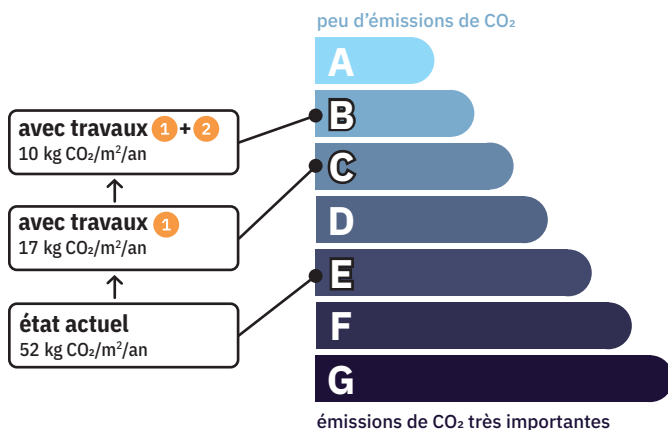 peu d'émissions de CO₂
A
B
C
D
E
F
G
émissions de CO₂ très importantes
avec travaux 1 + 2
10 kg CO₂/m²/an
avec travaux 1
17 kg CO₂/m²/an
état actuel
52 kg CO₂/m²/an